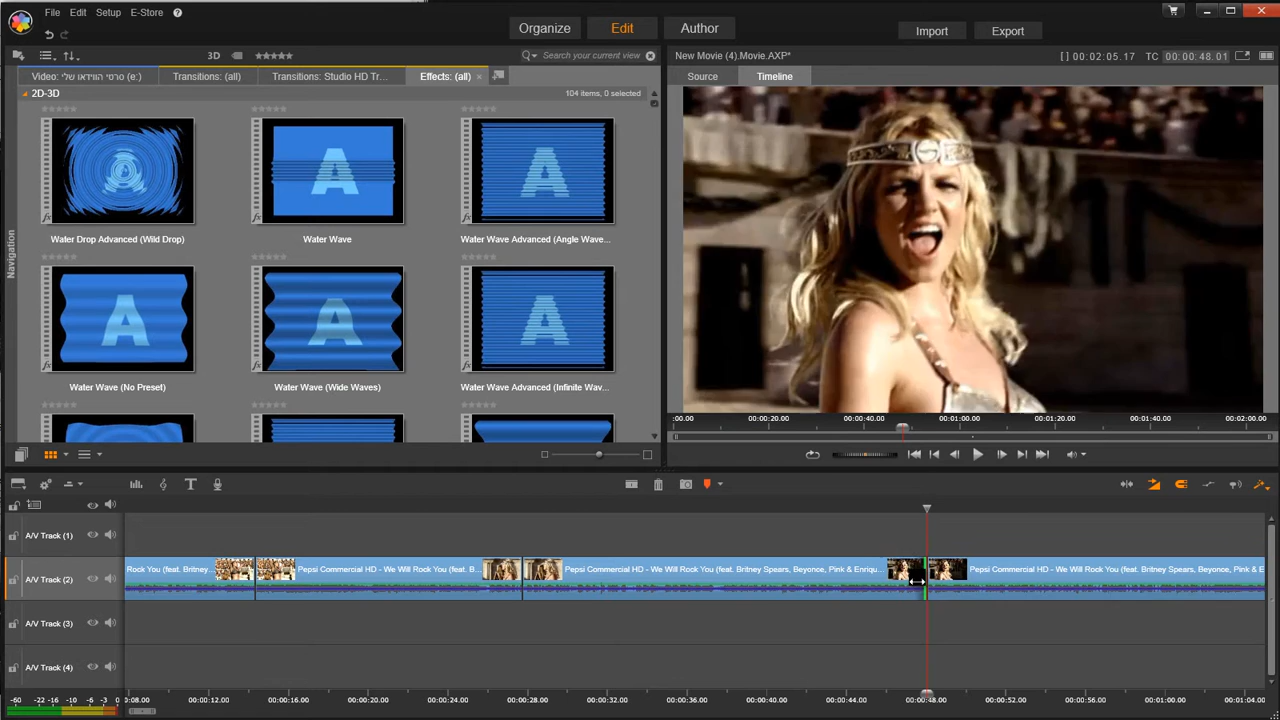 File Edit Setup E-Store ?
Organize Edit Author
Import Export
3D
Search your current view
New Movie (4).Movie.AXP*
[ ] 00:02:05.17 TC 00:00:48.01
Video: סרטי הווידאו שלי (e:) Transitions: (all) Transitions: Studio HD Tr... Effects: (all) ×
Source Timeline
2D-3D
104 items, 0 selected
Navigation
Water Drop Advanced (Wild Drop) Water Wave Water Wave Advanced (Angle Wave...
Water Wave (No Preset) Water Wave (Wide Waves) Water Wave Advanced (Infinite Wav...
:00.00 00:00:20.00 00:00:40.00 00:01:00.00 00:01:20.00 00:01:40.00 00:02:00.00
A/V Track (1)
A/V Track (2)
Rock You (feat. Britney... Pepsi Commercial HD - We Will Rock You (feat. B... Pepsi Commercial HD - We Will Rock You (feat. Britney Spears, Beyonce, Pink & Enriqu... Pepsi Commercial HD - We Will Rock You (feat. Britney Spears, Beyonce, Pink & E
A/V Track (3)
A/V Track (4)
-60 -22 -16 -10 -6 -3 0
0:08.00 00:00:12.00 00:00:16.00 00:00:20.00 00:00:24.00 00:00:28.00 00:00:32.00 00:00:36.00 00:00:40.00 00:00:44.00 00:00:48.00 00:00:52.00 00:00:56.00 00:01:00.00 00:01:04.00